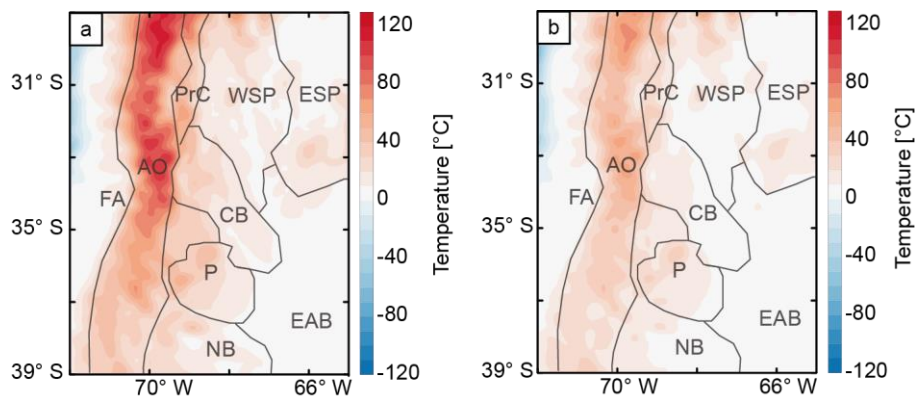 a
31° S
35° S
39° S
70° W
66° W
PrC
WSP
ESP
AO
FA
CB
P
EAB
NB
120
80
40
0
-40
-80
-120
Temperature [°C]
b
31° S
35° S
39° S
70° W
66° W
PrC
WSP
ESP
AO
FA
CB
P
EAB
NB
120
80
40
0
-40
-80
-120
Temperature [°C]